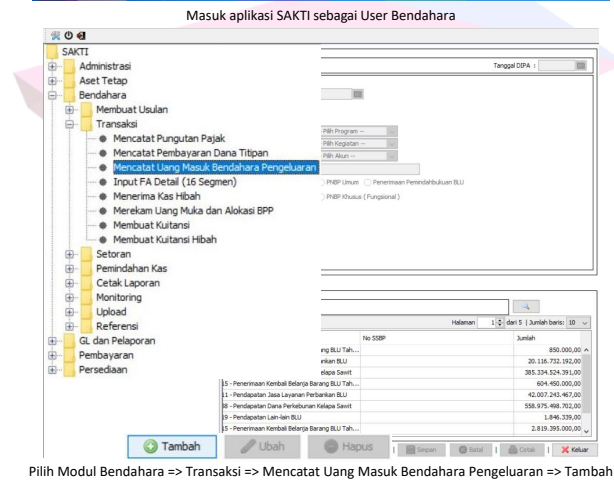 Masuk aplikasi SAKTI sebagai User Bendahara
SAKTI
Administrasi
Aset Tetap
Bendahara
Membuat Usulan
Transaksi
Mencatat Pungutan Pajak
Mencatat Pembayaran Dana Titipan
Mencatat Uang Masuk Bendahara Pengeluaran
Input FA Detail (16 Segmen)
Menerima Kas Hibah
Merekam Uang Muka dan Alokasi BPP
Membuat Kuitansi
Membuat Kuitansi Hibah
Setoran
Pemindahan Kas
Cetak Laporan
Monitoring
Upload
Referensi
GL dan Pelaporan
Pembayaran
Persediaan
Tanggal DIPA :
Pilih Program --
Pilih Kegiatan --
Pilih Akun --
PNBP Umum Penerimaan Pemindahbukuan BLU
PNBP Khusus ( Fungsional )
Halaman 1 dari 5 | Jumlah baris: 10
No SSBP Jumlah
ang BLU Tah... 850.000,00
ankan BLU 20.116.732.192,00
elapa Sawit 385.334.524.391,00
15 - Penerimaan Kembali Belanja Barang BLU Tah... 604.450.000,00
11 - Pendapatan Jasa Layanan Perbankan BLU 42.007.243.467,00
38 - Pendapatan Dana Perkebunan Kelapa Sawit 558.975.498.702,00
19 - Pendapatan Lain-lain BLU 1.846.339,00
15 - Penerimaan Kembali Belanja Barang BLU Tah... 2.819.395.000,00
Tambah Ubah Hapus | Simpan Batal | Cetak | Keluar
Pilih Modul Bendahara => Transaksi => Mencatat Uang Masuk Bendahara Pengeluaran => Tambah